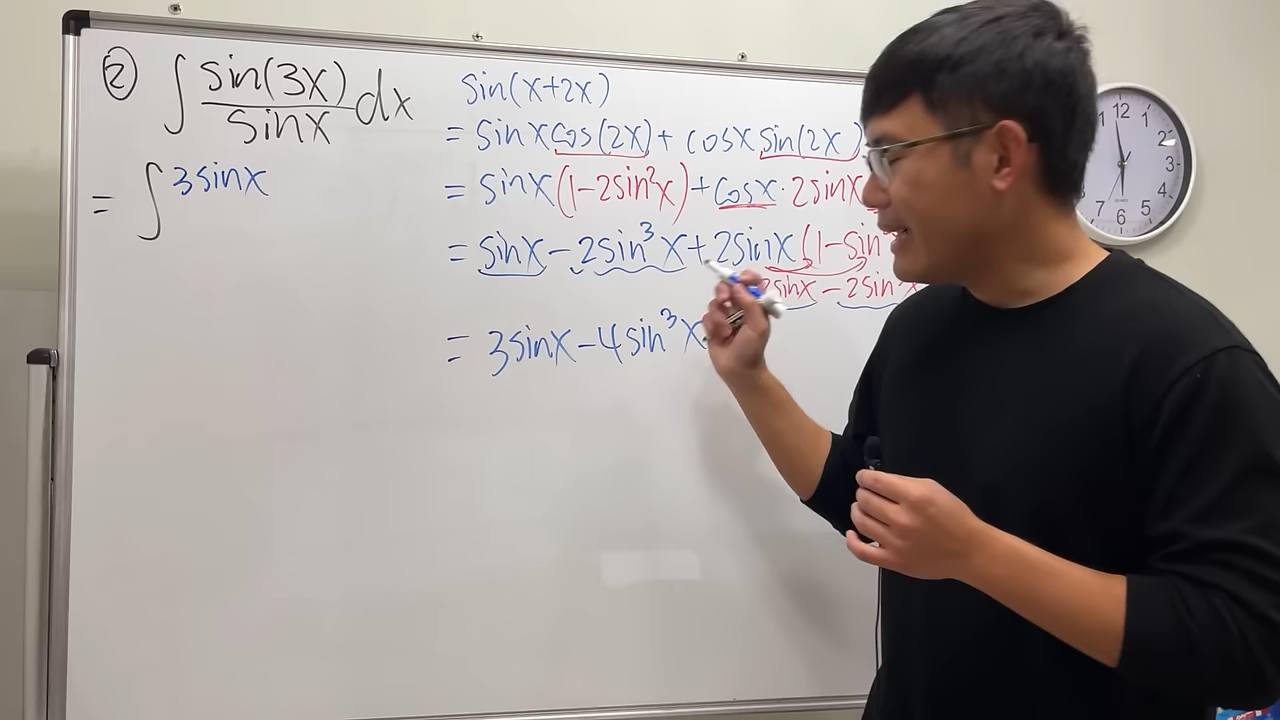 ② ∫ sin(3x)/sinx dx
= ∫ 3sinx
sin(x+2x)
= sinx cos(2x) + cosx sin(2x)
= sinx(1-2sin²x) + cosx · 2sinx
= sinx - 2sin³x + 2sinx(1-sin
2sinx - 2sin
= 3sinx - 4sin³x
12 1 2 3 4 5 6 7 1